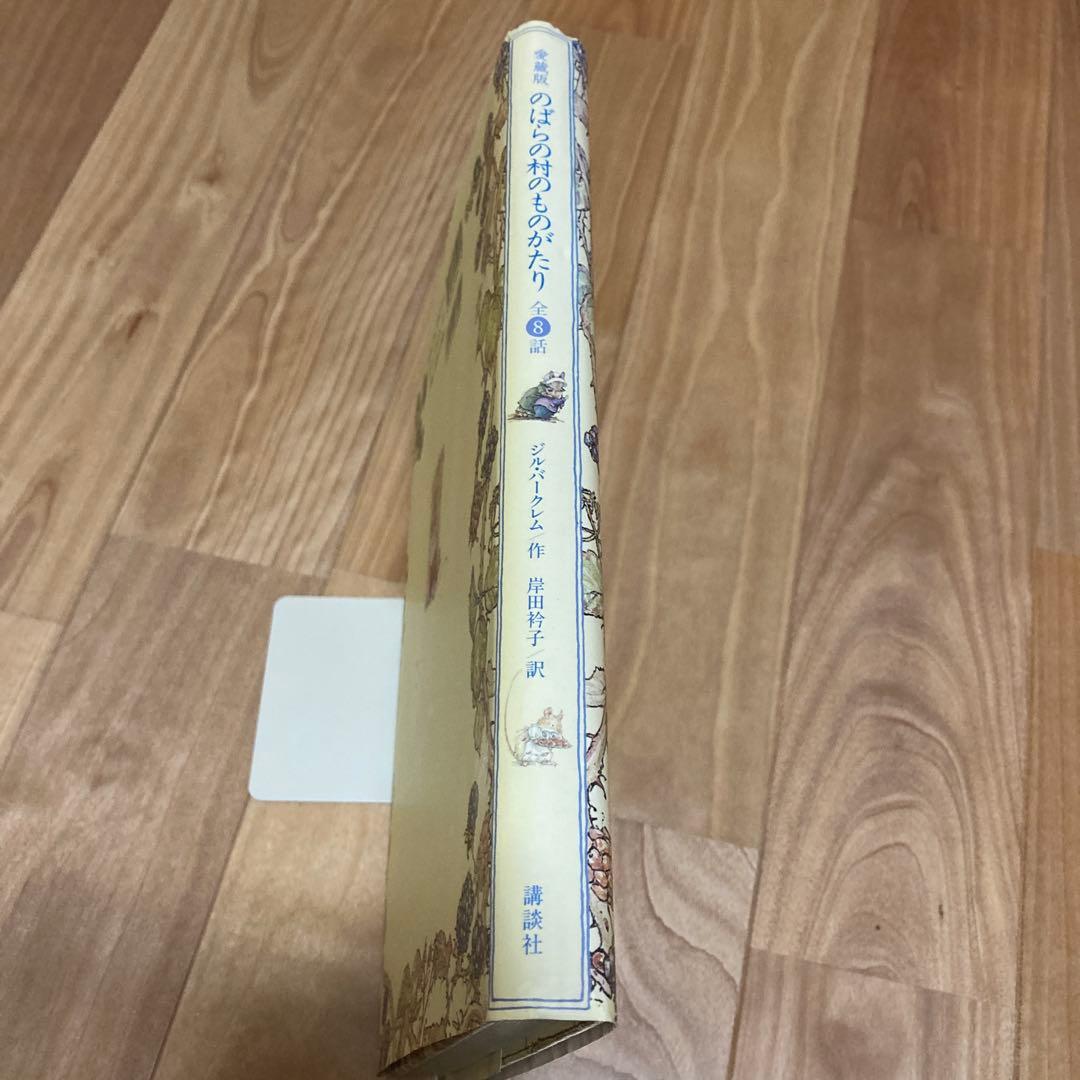 愛蔵版 のばらの村のものがたり 全8話
ジル・バークレム/作 岸田衿子/訳
講談社